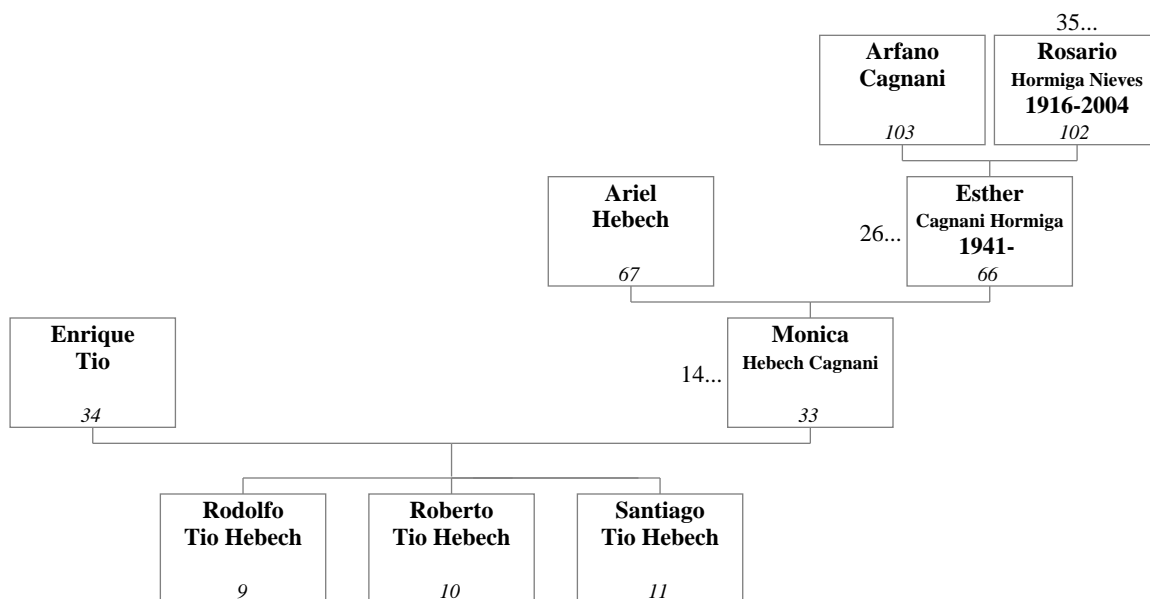 35...
Arfano
Cagnani
103
Rosario
Hormiga Nieves
1916-2004
102
Ariel
Hebech
67
26...
Esther
Cagnani Hormiga
1941-
66
Enrique
Tio
34
14...
Monica
Hebech Cagnani
33
Rodolfo
Tio Hebech
9
Roberto
Tio Hebech
10
Santiago
Tio Hebech
11